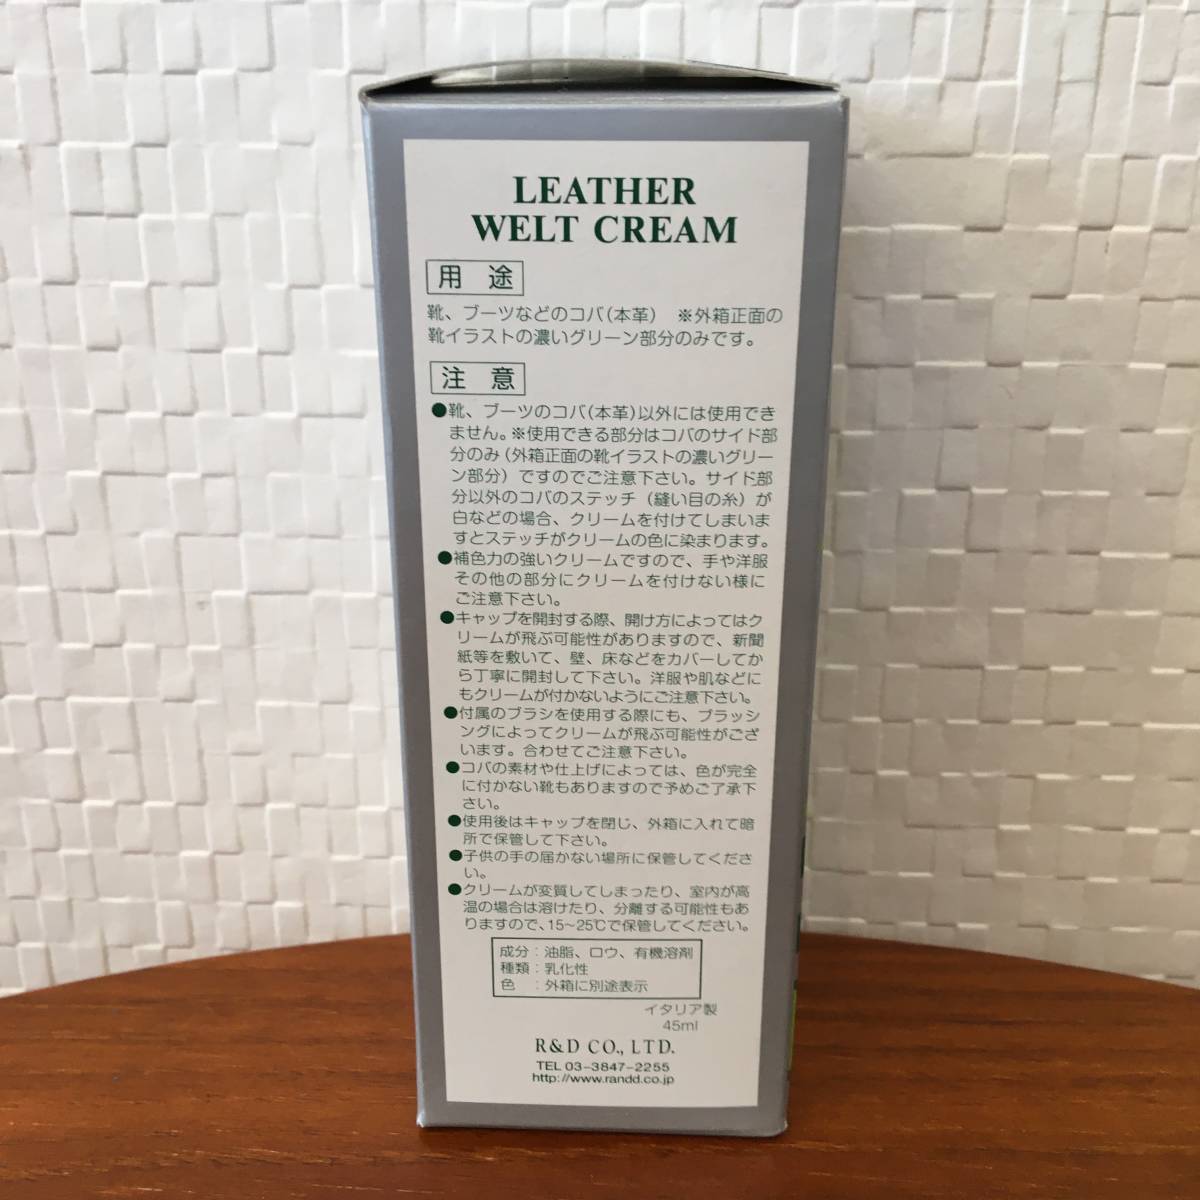 LEATHER
WELT CREAM
用 途
靴、ブーツなどのコバ(本革) ※外箱正面の
靴イラストの濃いグリーン部分のみです。
注 意
●靴、ブーツのコバ(本革)以外には使用でき
ません。※使用できる部分はコバのサイド部
分のみ(外箱正面の靴イラストの濃いグリー
ン部分)ですのでご注意下さい。サイド部
分以外のコバのステッチ(縫い目の糸)が
白などの場合、クリームを付けてしまいま
すとステッチがクリームの色に染まります。
●補色力の強いクリームですので、手や洋服
その他の部分にクリームを付けない様に
ご注意下さい。
●キャップを開封する際、開け方によってはク
リームが飛ぶ可能性がありますので、新聞
紙等を敷いて、壁、床などをカバーしてか
ら丁寧に開封して下さい。洋服や肌などに
もクリームが付かないようにご注意下さい。
●付属のブラシを使用する際にも、ブラッシ
ングによってクリームが飛ぶ可能性がござ
います。合わせてご注意下さい。
●コバの素材や仕上げによっては、色が完全
に付かない靴もありますので予めご了承下
さい。
●使用後はキャップを閉じ、外箱に入れて暗
所で保管して下さい。
●子供の手の届かない場所に保管してくださ
い。
●クリームが変質してしまったり、室内が高
温の場合は溶けたり、分離する可能性もあ
りますので、15~25℃で保管してください。
成分:油脂、ロウ、有機溶剤
種類:乳化性
色 :外箱に別途表示
イタリア製
45ml
R&D CO., LTD.
TEL 03-3847-2255
http://www.randd.co.jp